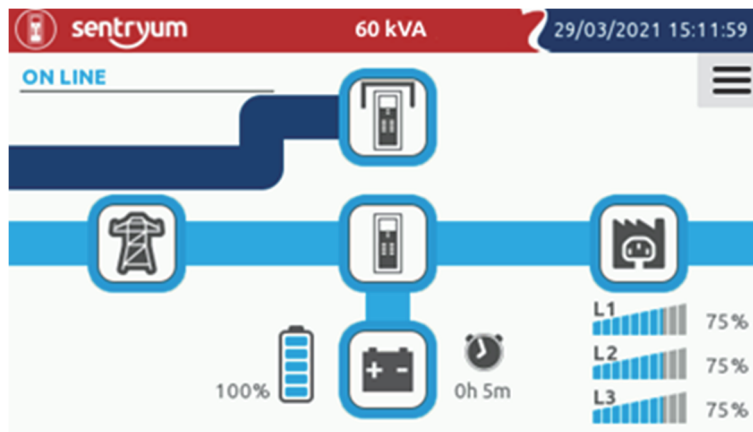 sentryum 60 kVA 29/03/2021 15:11:59
ON LINE
L1 75%
L2 75%
100% 0h 5m
L3 75%